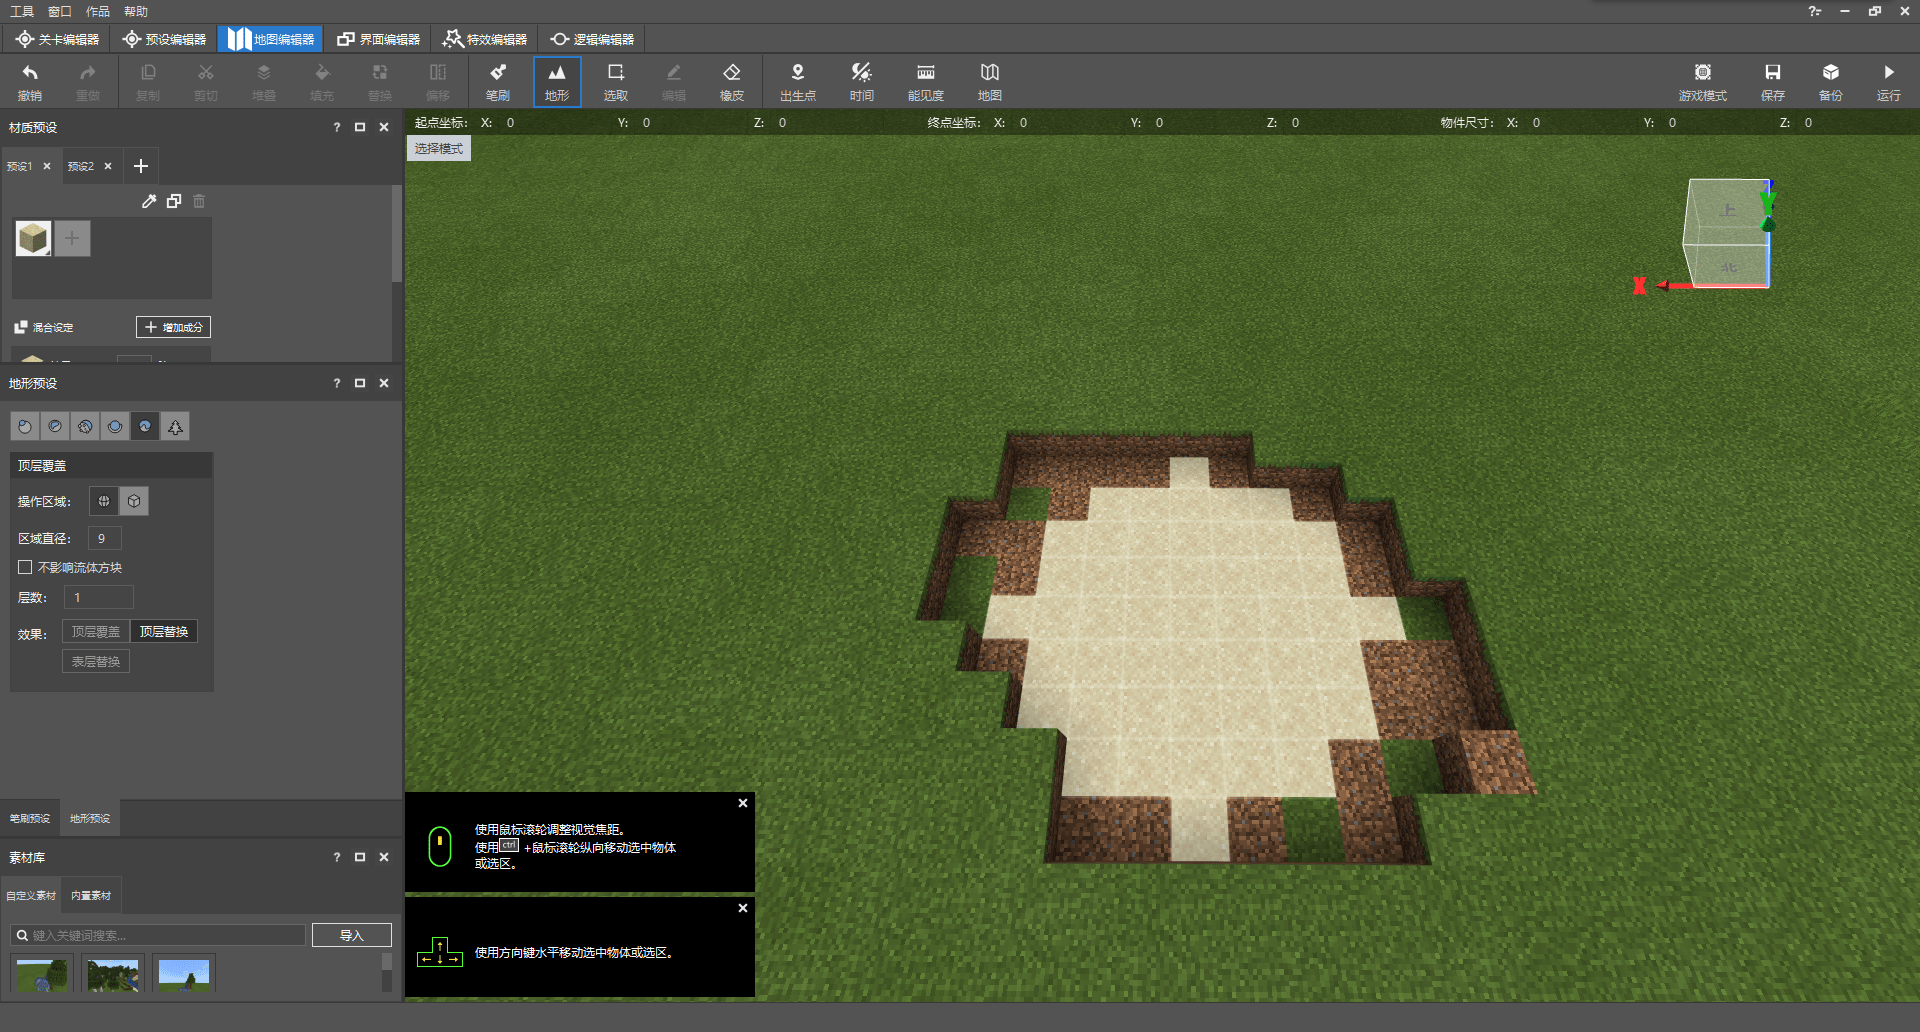 工具 窗口 作品 帮助
关卡编辑器 预设编辑器 地图编辑器 界面编辑器 特效编辑器 逻辑编辑器
撤销 重做 复制 剪切 堆叠 填充 替换 偏移 笔刷 地形 选取 编辑 橡皮 出生点 时间 能见度 地图 游戏模式 保存 备份 运行
起点坐标: X: 0 Y: 0 Z: 0 终点坐标: X: 0 Y: 0 Z: 0 物件尺寸: X: 0 Y: 0 Z: 0
选择模式
材质预设
预设1 预设2
混合设定 增加成分
上
北
X
Y
地形预设
顶层覆盖
操作区域:
区域直径: 9
不影响流体方块
层数: 1
效果: 顶层覆盖 顶层替换
表层替换
笔刷预设 地形预设
素材库
自定义素材 内置素材
键入关键词搜索... 导入
使用鼠标滚轮调整视觉焦距。
使用ctrl +鼠标滚轮纵向移动选中物体
或选区。
使用方向键水平移动选中物体或选区。